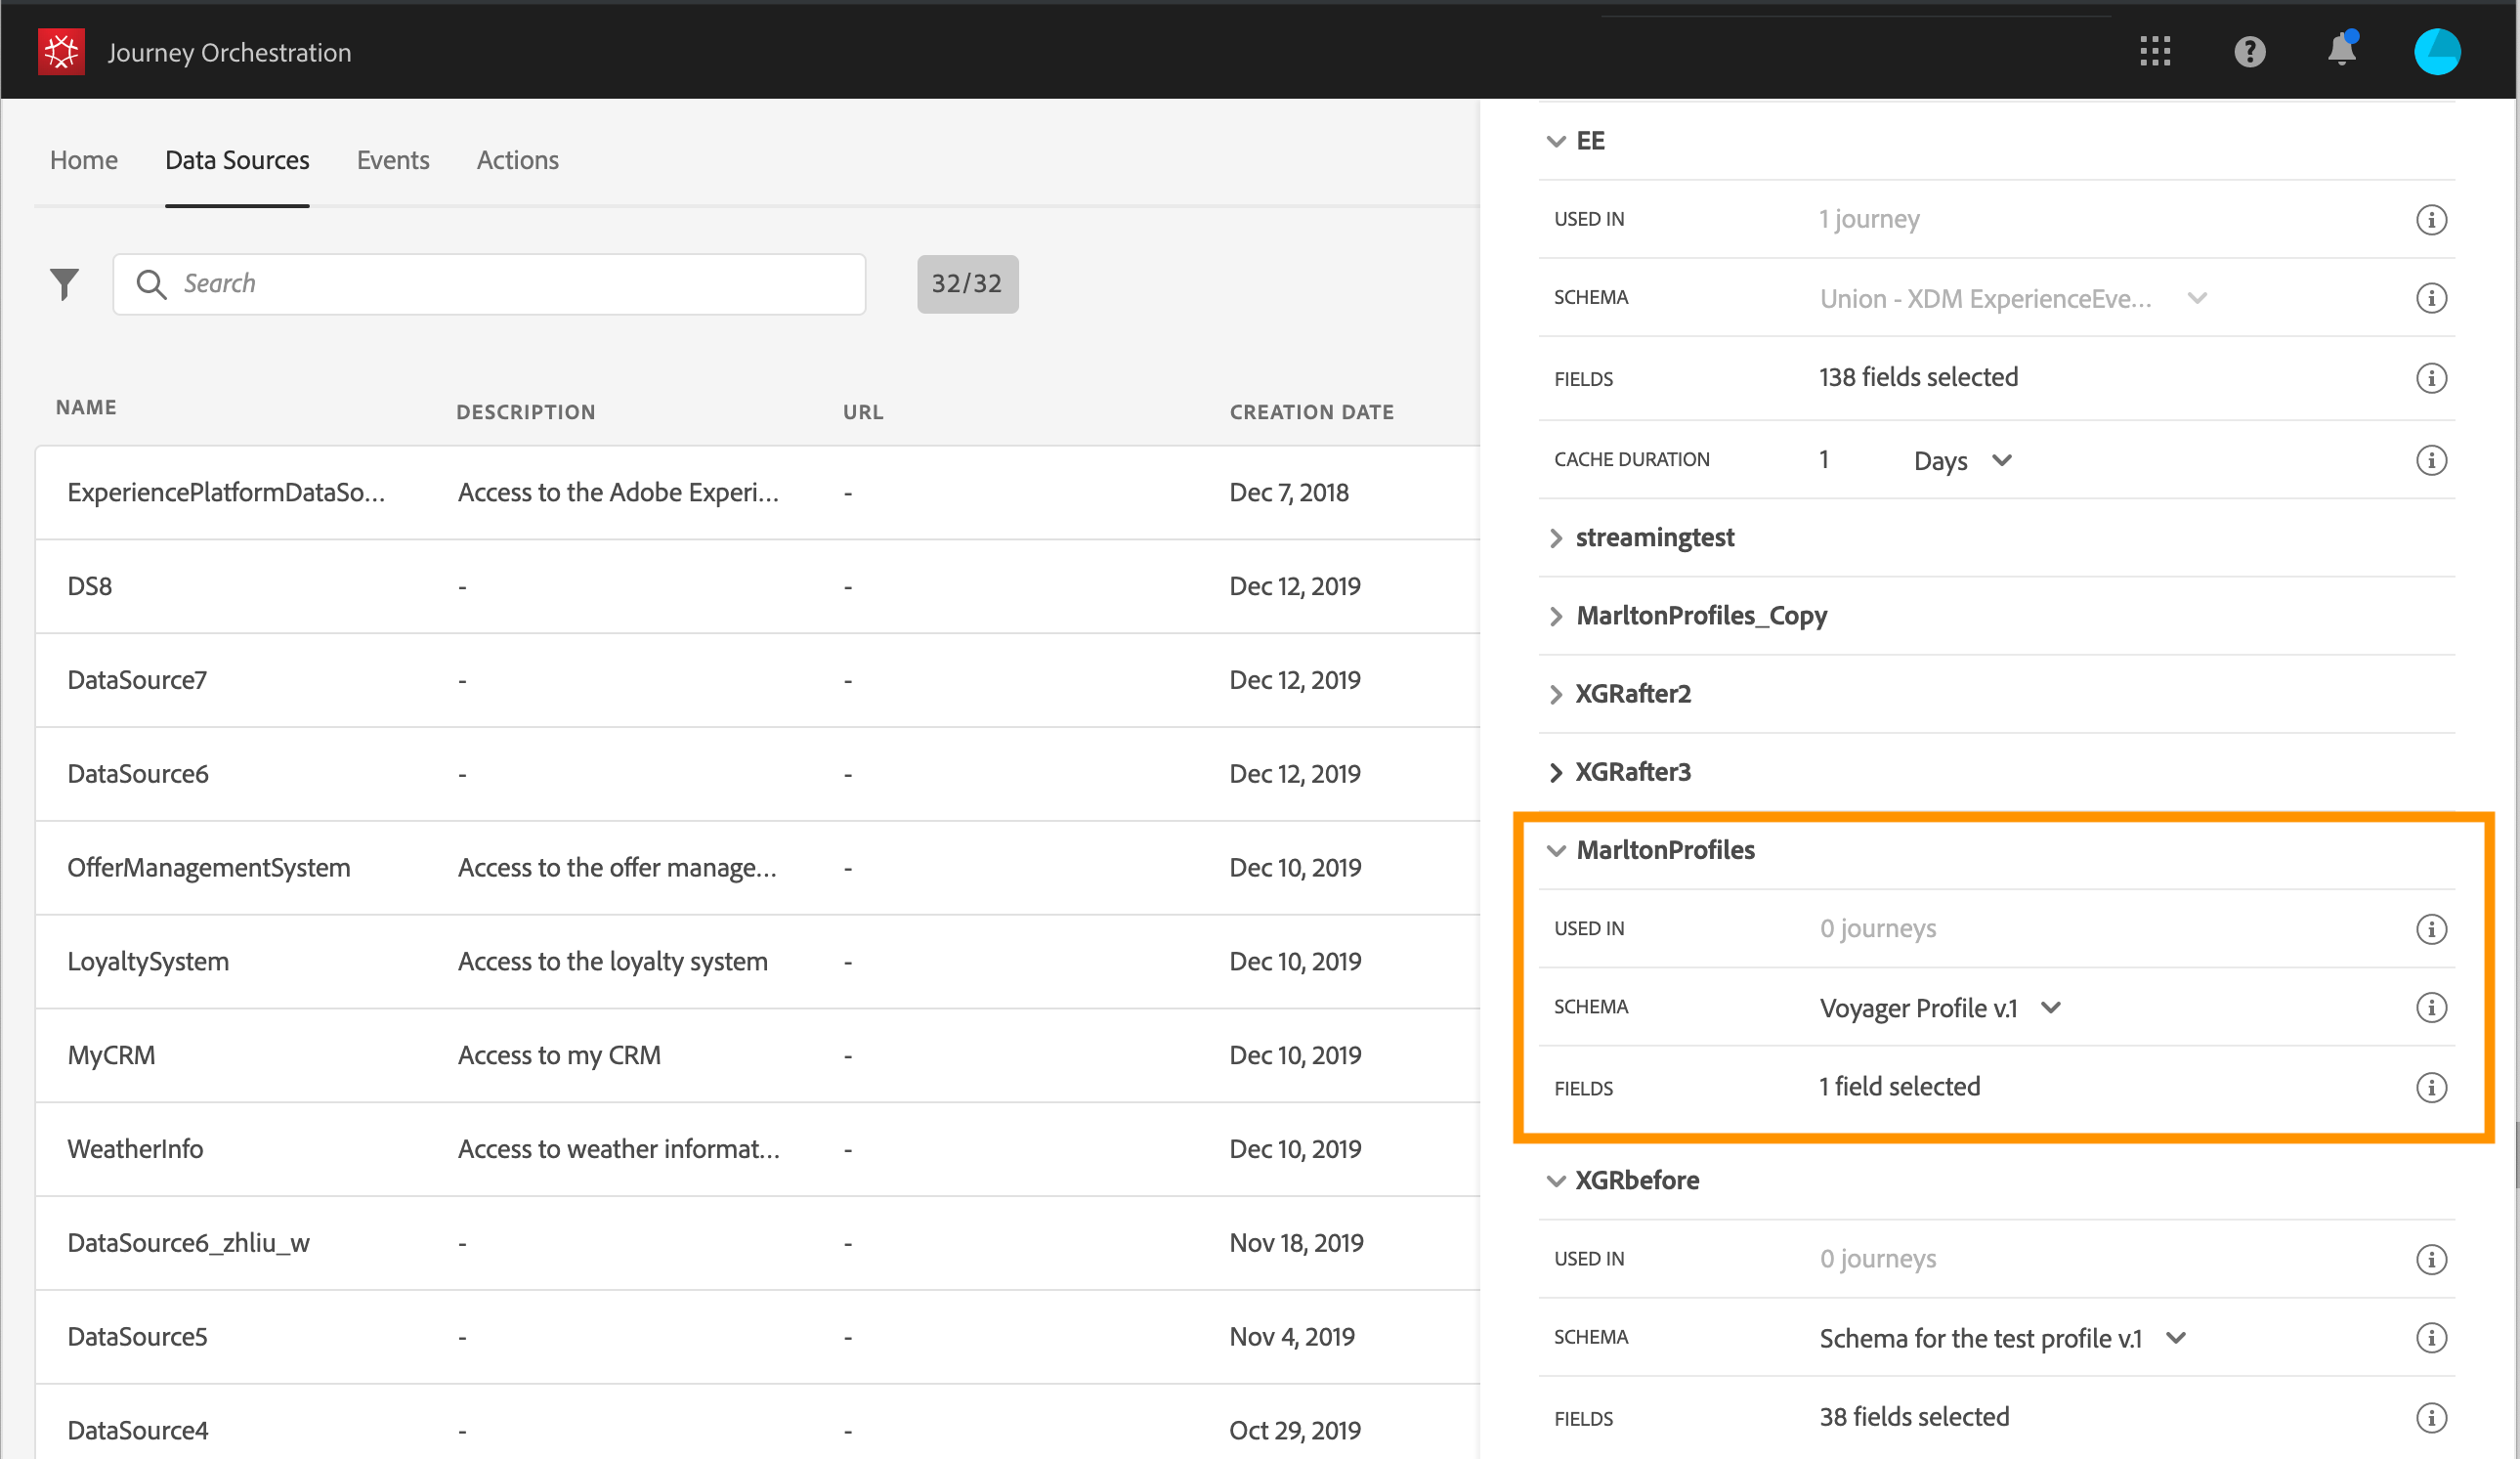 Journey Orchestration
Home Data Sources Events Actions
Search 32/32
NAME DESCRIPTION URL CREATION DATE
ExperiencePlatformDataSo... Access to the Adobe Experi... - Dec 7, 2018
DS8 - - Dec 12, 2019
DataSource7 - - Dec 12, 2019
DataSource6 - - Dec 12, 2019
OfferManagementSystem Access to the offer manage... - Dec 10, 2019
LoyaltySystem Access to the loyalty system - Dec 10, 2019
MyCRM Access to my CRM - Dec 10, 2019
WeatherInfo Access to weather informat... - Dec 10, 2019
DataSource6_zhliu_w - - Nov 18, 2019
DataSource5 - - Nov 4, 2019
DataSource4 - - Oct 29, 2019
EE
USED IN 1 journey
SCHEMA Union - XDM ExperienceEve...
FIELDS 138 fields selected
CACHE DURATION 1 Days
streamingtest
MarltonProfiles_Copy
XGRafter2
XGRafter3
MarltonProfiles
USED IN 0 journeys
SCHEMA Voyager Profile v.1
FIELDS 1 field selected
XGRbefore
USED IN 0 journeys
SCHEMA Schema for the test profile v.1
FIELDS 38 fields selected